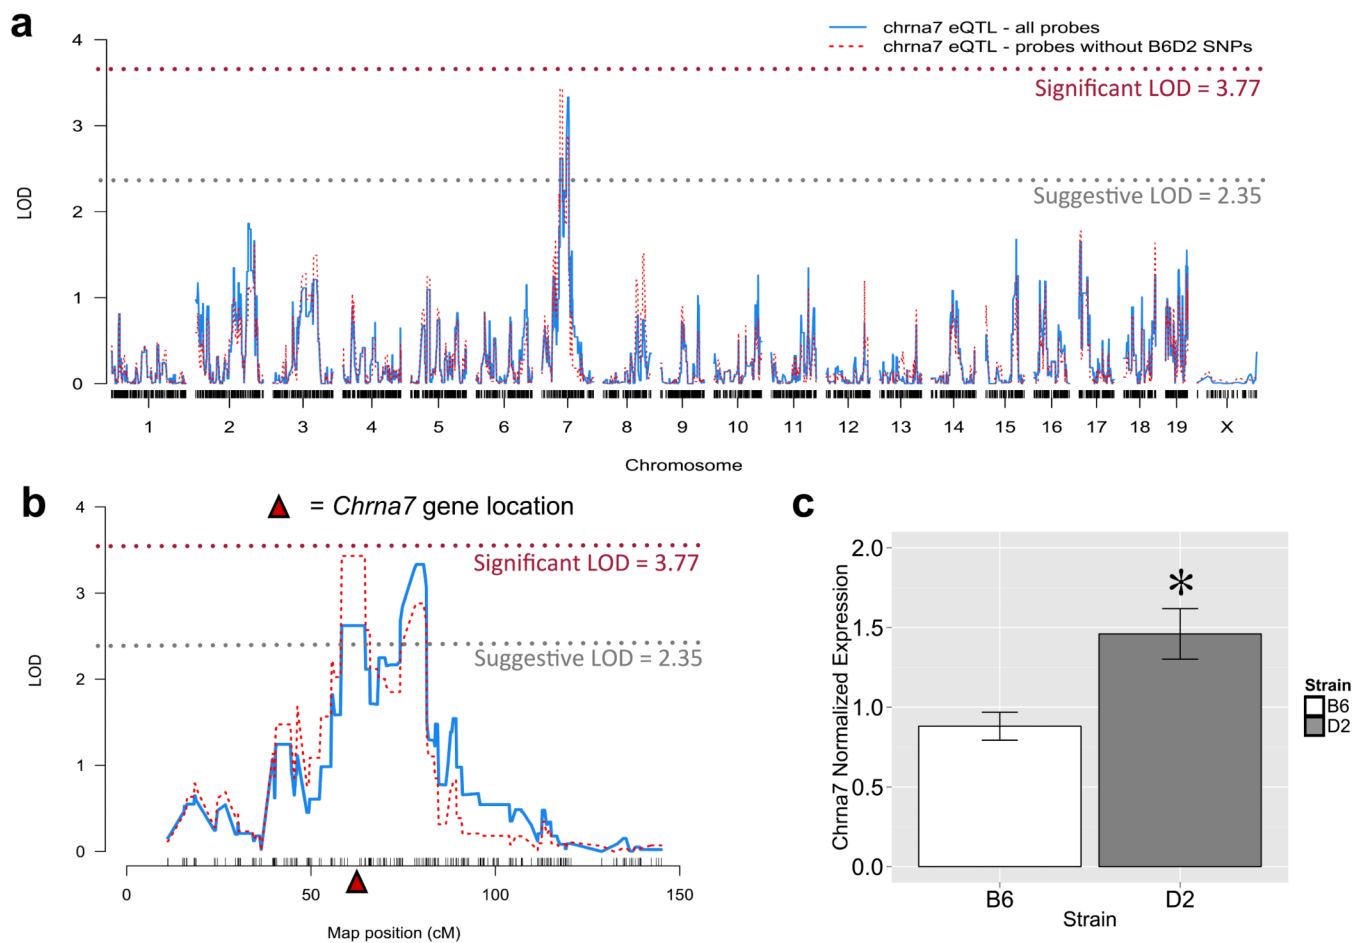 a
chrna7 eQTL - all probes
chrna7 eQTL - probes without B6D2 SNPs
4
3
2
1
0
LOD
Significant LOD = 3.77
Suggestive LOD = 2.35
1 2 3 4 5 6 7 8 9 10 11 12 13 14 15 16 17 18 19 X
Chromosome
b
= Chrna7 gene location
4
3
2
1
0
LOD
Significant LOD = 3.77
Suggestive LOD = 2.35
0 50 100 150
Map position (cM)
c
2.0
1.5
1.0
0.5
0.0
Chrna7 Normalized Expression
*
B6 D2
Strain
Strain
B6
D2